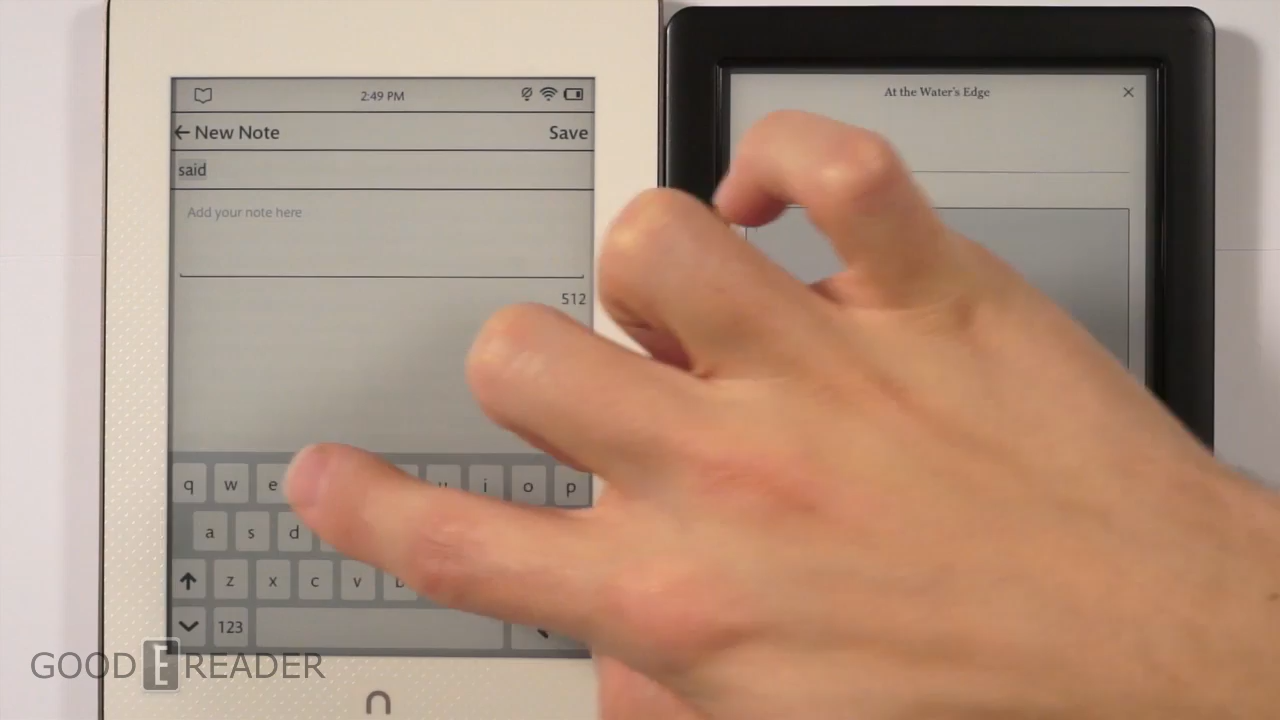 2:49 PM
New Note
Save
said
Add your note here
512
q w e u i o p
a s d
z x c v b
123
At the Water's Edge
GOOD E READER
n